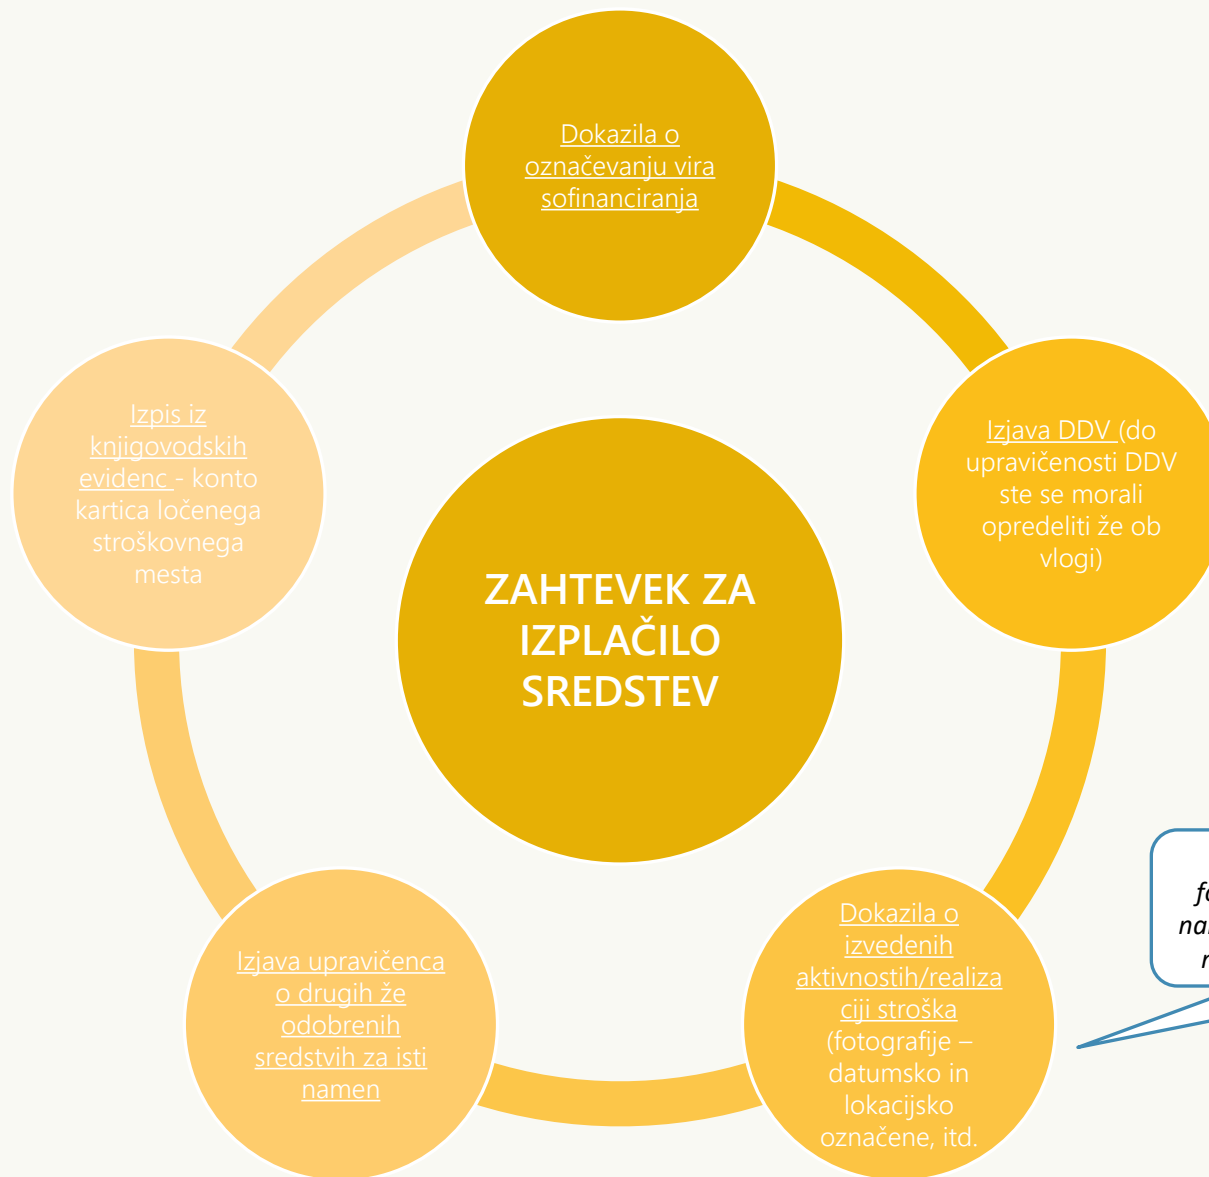 Dokazila o
označevanju vira
sofinanciranja
Izpis iz
knjigovodskih
evidenc - konto
kartica ločenega
stroškovnega
mesta
Izjava DDV (do
upravičenosti DDV
ste se morali
opredeliti že ob
vlogi)
ZAHTEVEK ZA
IZPLAČILO
SREDSTEV
Izjava upravičenca
o drugih že
odobrenih
sredstvih za isti
namen
Dokazila o
izvedenih
aktivnostih/realiza
ciji stroška
(fotografije –
datumsko in
lokacijsko
označene, itd.